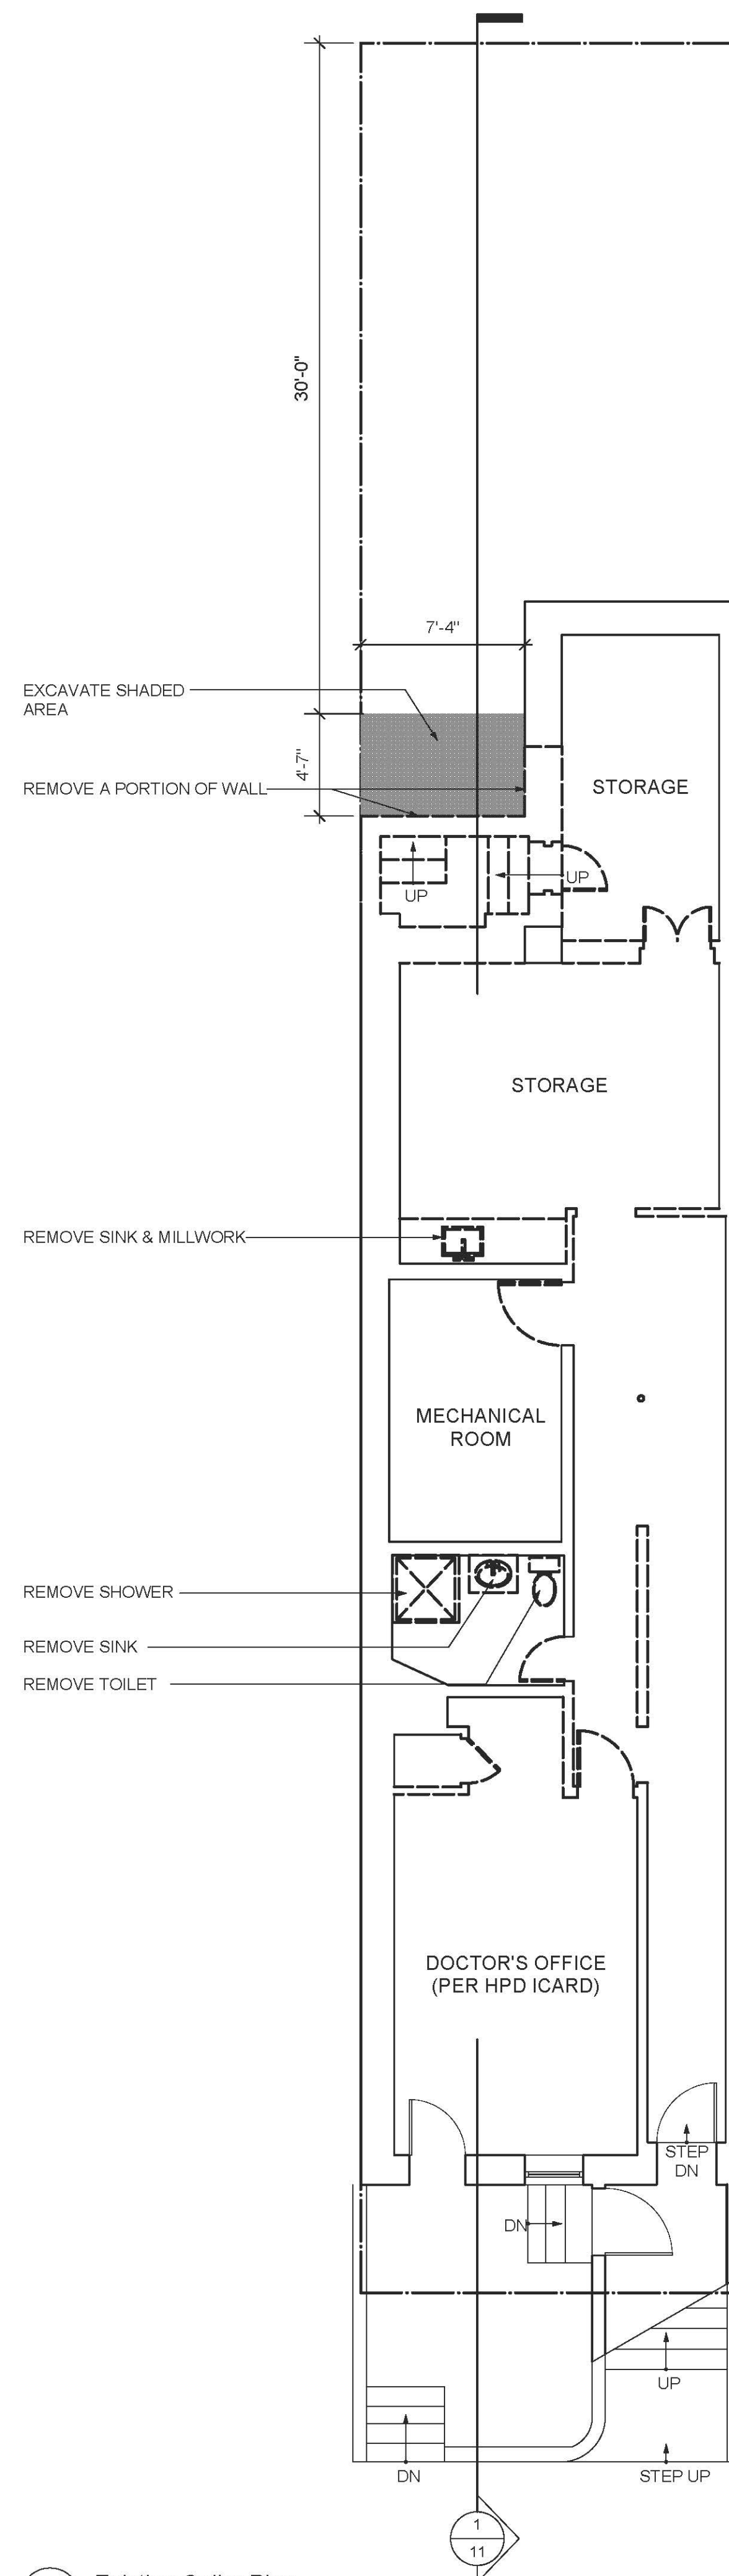 30'-0"
7'-4"
EXCAVATE SHADED
AREA
4'-7"
REMOVE A PORTION OF WALL
STORAGE
UP
UP
STORAGE
REMOVE SINK & MILLWORK
MECHANICAL
ROOM
REMOVE SHOWER
REMOVE SINK
REMOVE TOILET
DOCTOR'S OFFICE
(PER HPD ICARD)
STEP
DN
DN
UP
DN
STEP UP
1
11